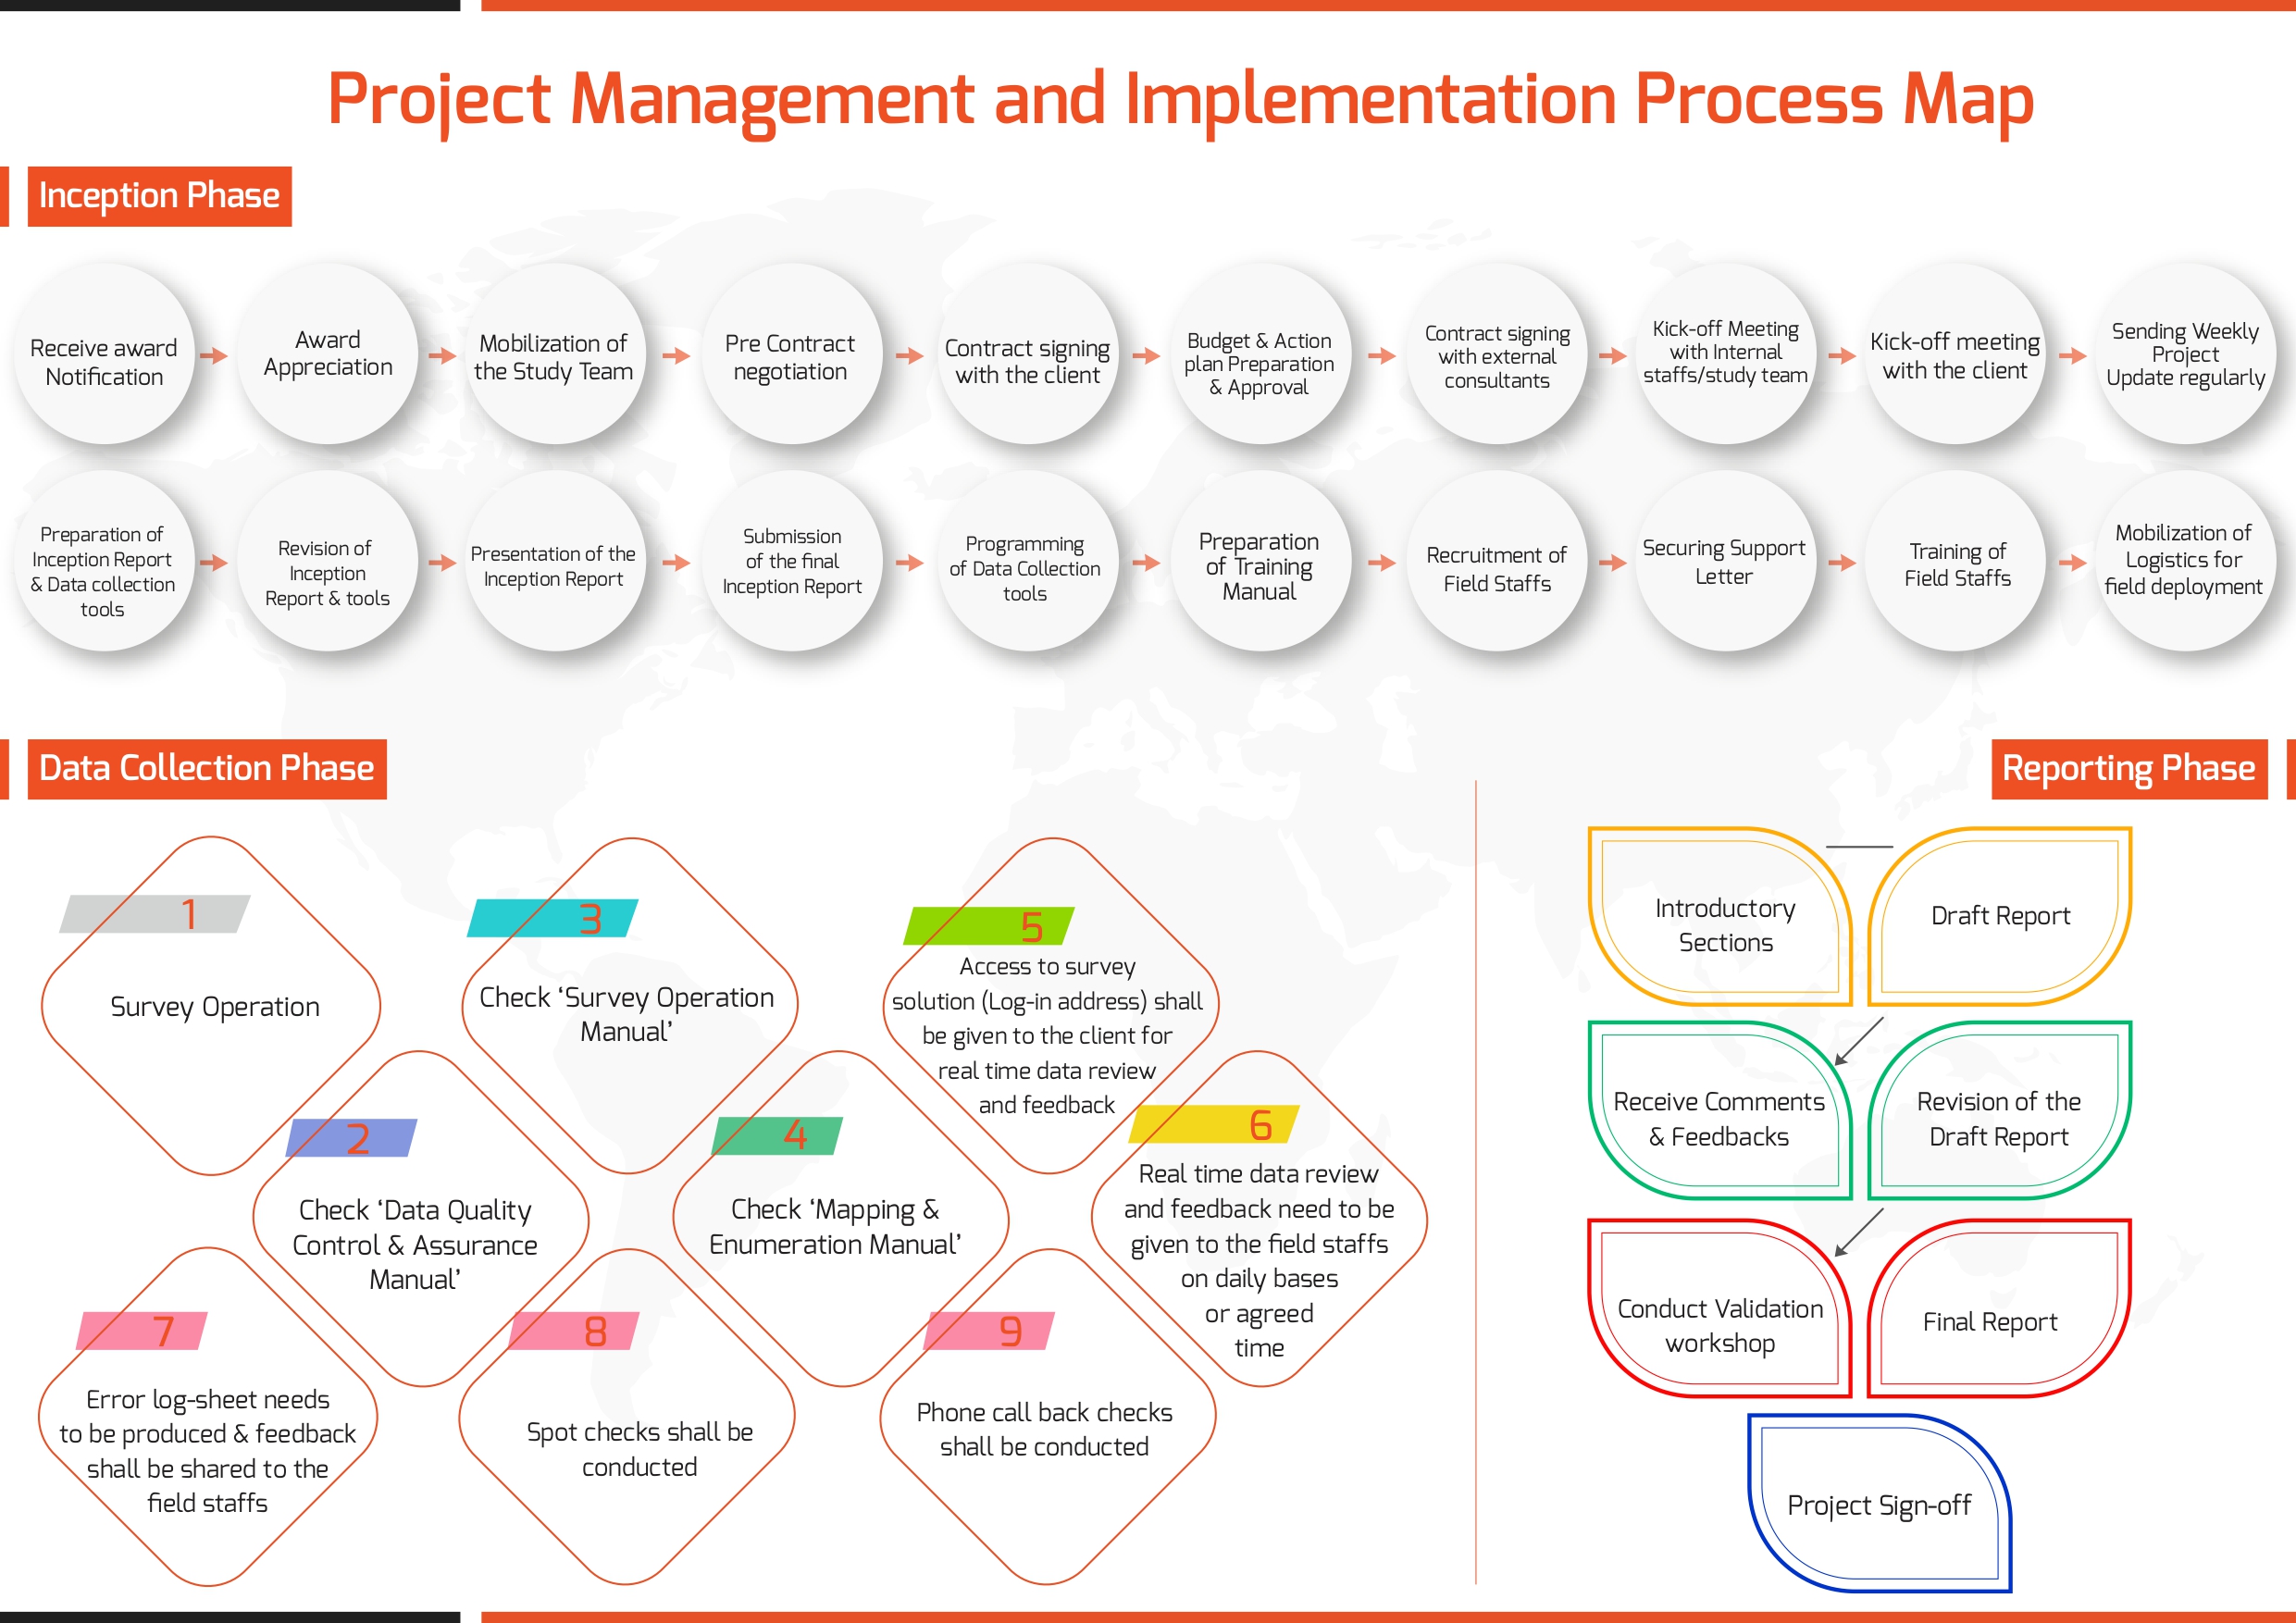 Project Management and Implementation Process Map
Inception Phase
Receive award
Notification
Award
Appreciation
Mobilization of
the Study Team
Pre Contract
negotiation
Contract signing
with the client
Budget & Action
plan Preparation
& Approval
Contract signing
with external
consultants
Kick-off Meeting
with Internal
staffs/study team
Kick-off meeting
with the client
Sending Weekly
Project
Update regularly
Preparation of
Inception Report
& Data collection
tools
Revision of
Inception
Report & tools
Presentation of the
Inception Report
Submission
of the final
Inception Report
Programming
of Data Collection
tools
Preparation
of Training
Manual
Recruitment of
Field Staffs
Securing Support
Letter
Training of
Field Staffs
Mobilization of
Logistics for
field deployment
Data Collection Phase
1
Survey Operation
2
Check ‘Data Quality
Control & Assurance
Manual’
3
Check ‘Survey Operation
Manual’
4
Check ‘Mapping &
Enumeration Manual’
5
Access to survey
solution (Log-in address) shall
be given to the client for
real time data review
and feedback
6
Real time data review
and feedback need to be
given to the field staffs
on daily bases
or agreed
time
7
Error log-sheet needs
to be produced & feedback
shall be shared to the
field staffs
8
Spot checks shall be
conducted
9
Phone call back checks
shall be conducted
Reporting Phase
Introductory
Sections
Draft Report
Receive Comments
& Feedbacks
Revision of the
Draft Report
Conduct Validation
workshop
Final Report
Project Sign-off